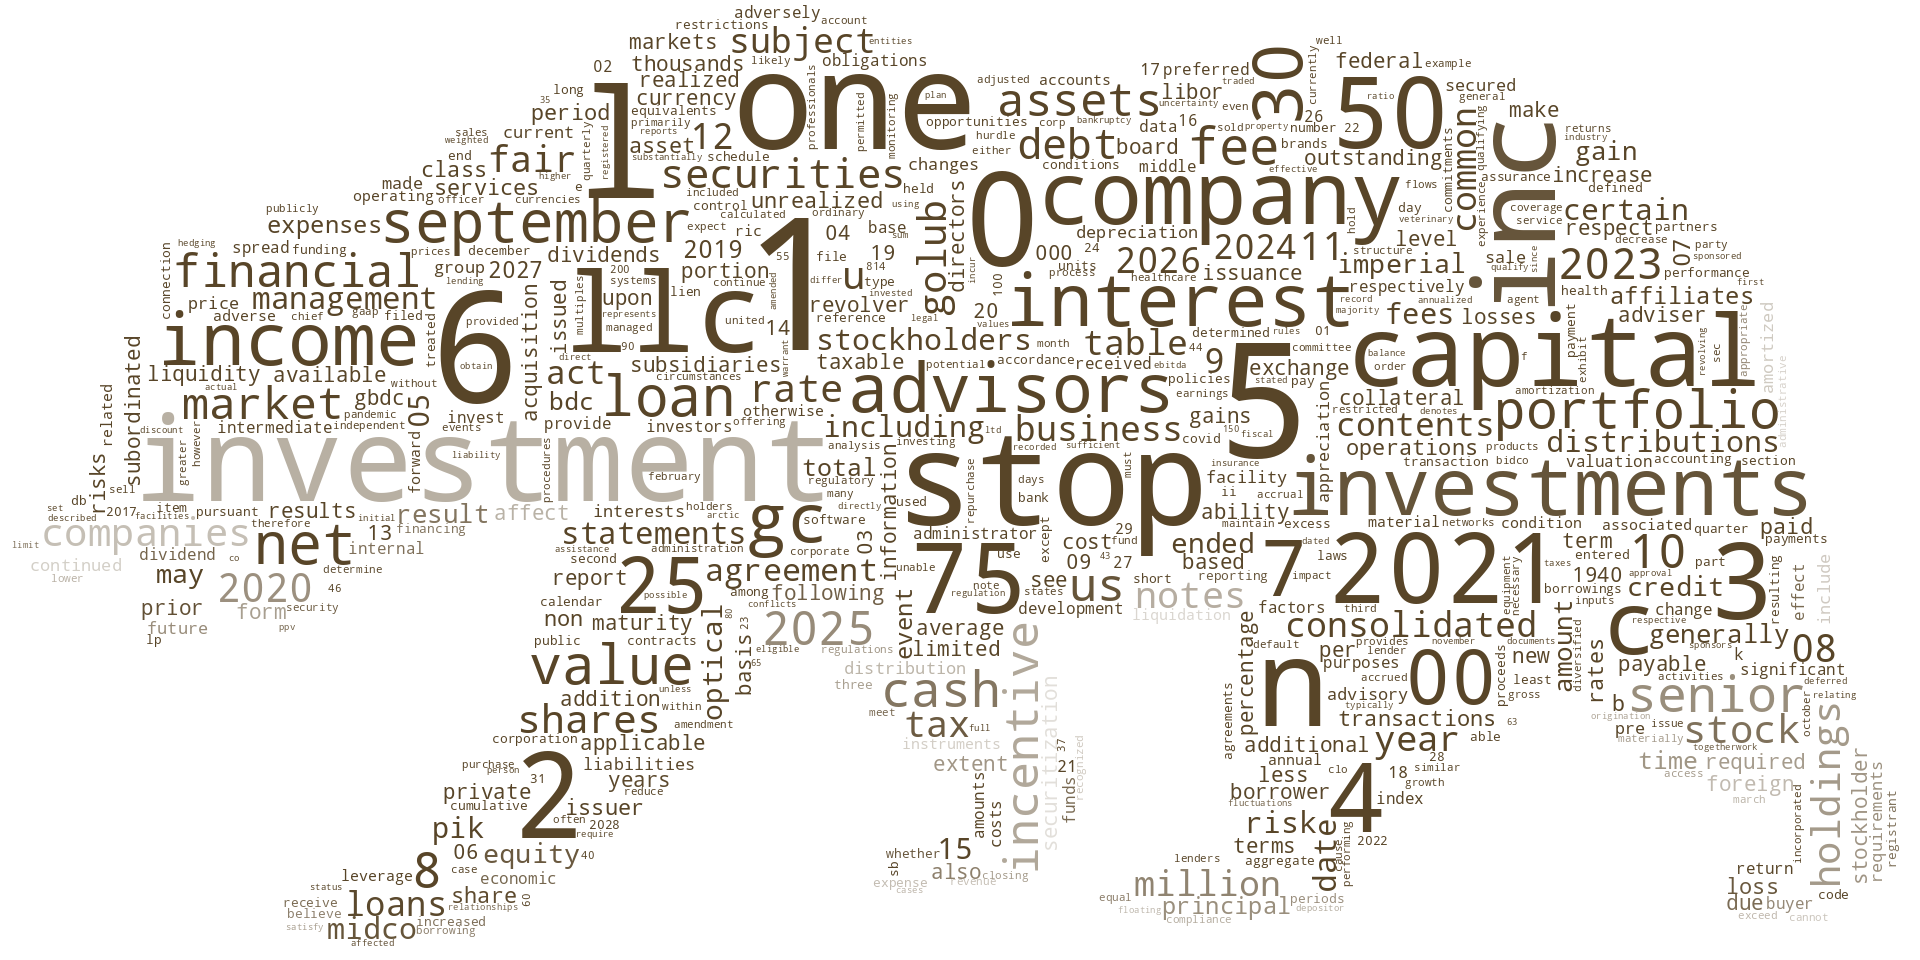 adversely
restrictions account
markets subject entities
thousands likely obligations well
02 realized one 17 preferred 30 federal example
long currency professionals adjusted accounts currently secured
35 period equivalents plan assets libor traded 50 ratio general
sales current primarily 12 permitted monitoring opportunities corp uncertainty even 26 make
weighted reports asset data 16 bankruptcy sold property number 22 returns
end quarterly registered substantially schedule hurdle either debt board fee brands outstanding common qualifying industry
class fair 1 securities changes conditions middle effective inc gain
made services higher included held directors 0 company flows commitments assurance increase
operating officer e currencies control unrealized using day experience defined
publicly september calculated ordinary golub hold veterinary coverage certain
expenses expect ric base depreciation level service respect partners
hedging spread funding prices december dividends 2019 1 04 sum 000 24 2024 11 structure since decrease party
connection financial group 2027 llc 200 55 file 19 units 2026 issuance imperial sale 2023 07 sponsored
lending portion differ u 814 incur process healthcare respectively qualify performance
price management 6 acquisition issued systems continue type 100 interest annualized health affiliates first
adverse chief gaap filed provided multiples upon lien amended invested revolver 20 record agent
income treated represents managed united 14 reference legal values determined rules 01 majority fees losses adviser
direct 90 warrant stockholders month table 44 9 5 committee payment capital appropriate amortized
liquidity available obtain act subsidiaries taxable potential accordance received exchange balance f exhibit revolving sec
subordinated actual without circumstances rate advisors ebitda policies stated pay order amortization administrative
market gbdc bdc loan otherwise earnings collateral portfolio
related discount intermediate pandemic independent 05 invest provide investors offering including ltd business gains restricted denotes contents
risks greater however investment events analysis investing recorded sufficient covid 150 fiscal appreciation operations products distributions
liability forward procedures february total stop must insurance transaction bidco valuation accounting section
db sell regulatory information repurchase days facility investments
set 2017 item pursuant results result affect interests holders many used bank ii accrual
described facilities initial directly ability maintain excess material networks condition associated quarter paid
companies therefore 13 financing statements arctic gc software administrator except cost 29 fund ended dated term payments
limit dividend net internal assistance administration corporate 03 use 09 43 27 7 days laws 2021 entered 10 part
continued co determine second agreement unable 75 see us based reporting impact taxes 1940 approval 3
lower may 2020 46 report 25 possible among following note states short notes equipment necessary borrowings credit resulting effect include
prior form security calendar conflicts regulation development liquidation factors third inputs change
future ppv non maturity 80 2025 event average consolidated amount c respective generally
lp public contracts 23 eligible regulations limited percentage default per provides november documents diversified sponsors k 08
value optical basis 65 distribution incentive lender purposes new rates payable significant
unless three cash securitization n accrued 00 proceeds least activities deferred
addition within meet advisory gross b senior relating
shares amendment tax full typically transactions 63 origination pre issue stock october
corporation applicable instruments 37 agreements additional year able materially togetherwork holdings
purchase person liabilities extent recognized annual 28 similar time required stockholder
31 years 21 less clo 18 growth access foreign requirements
private 2 reduce funds borrower 4 index march registrant
cumulative issuer amounts fluctuations incorporated
pik often 2028 costs risk
require cause 2022
06 equity 40 whether 15 terms date performing
8 case economic sb also closing lenders aggregate return
leverage expense revenue million loss code
status share 60 cases
receive loans relationships equal principal periods due buyer
believe increased floating depositor exceed cannot
satisfy midco borrowing compliance
affected